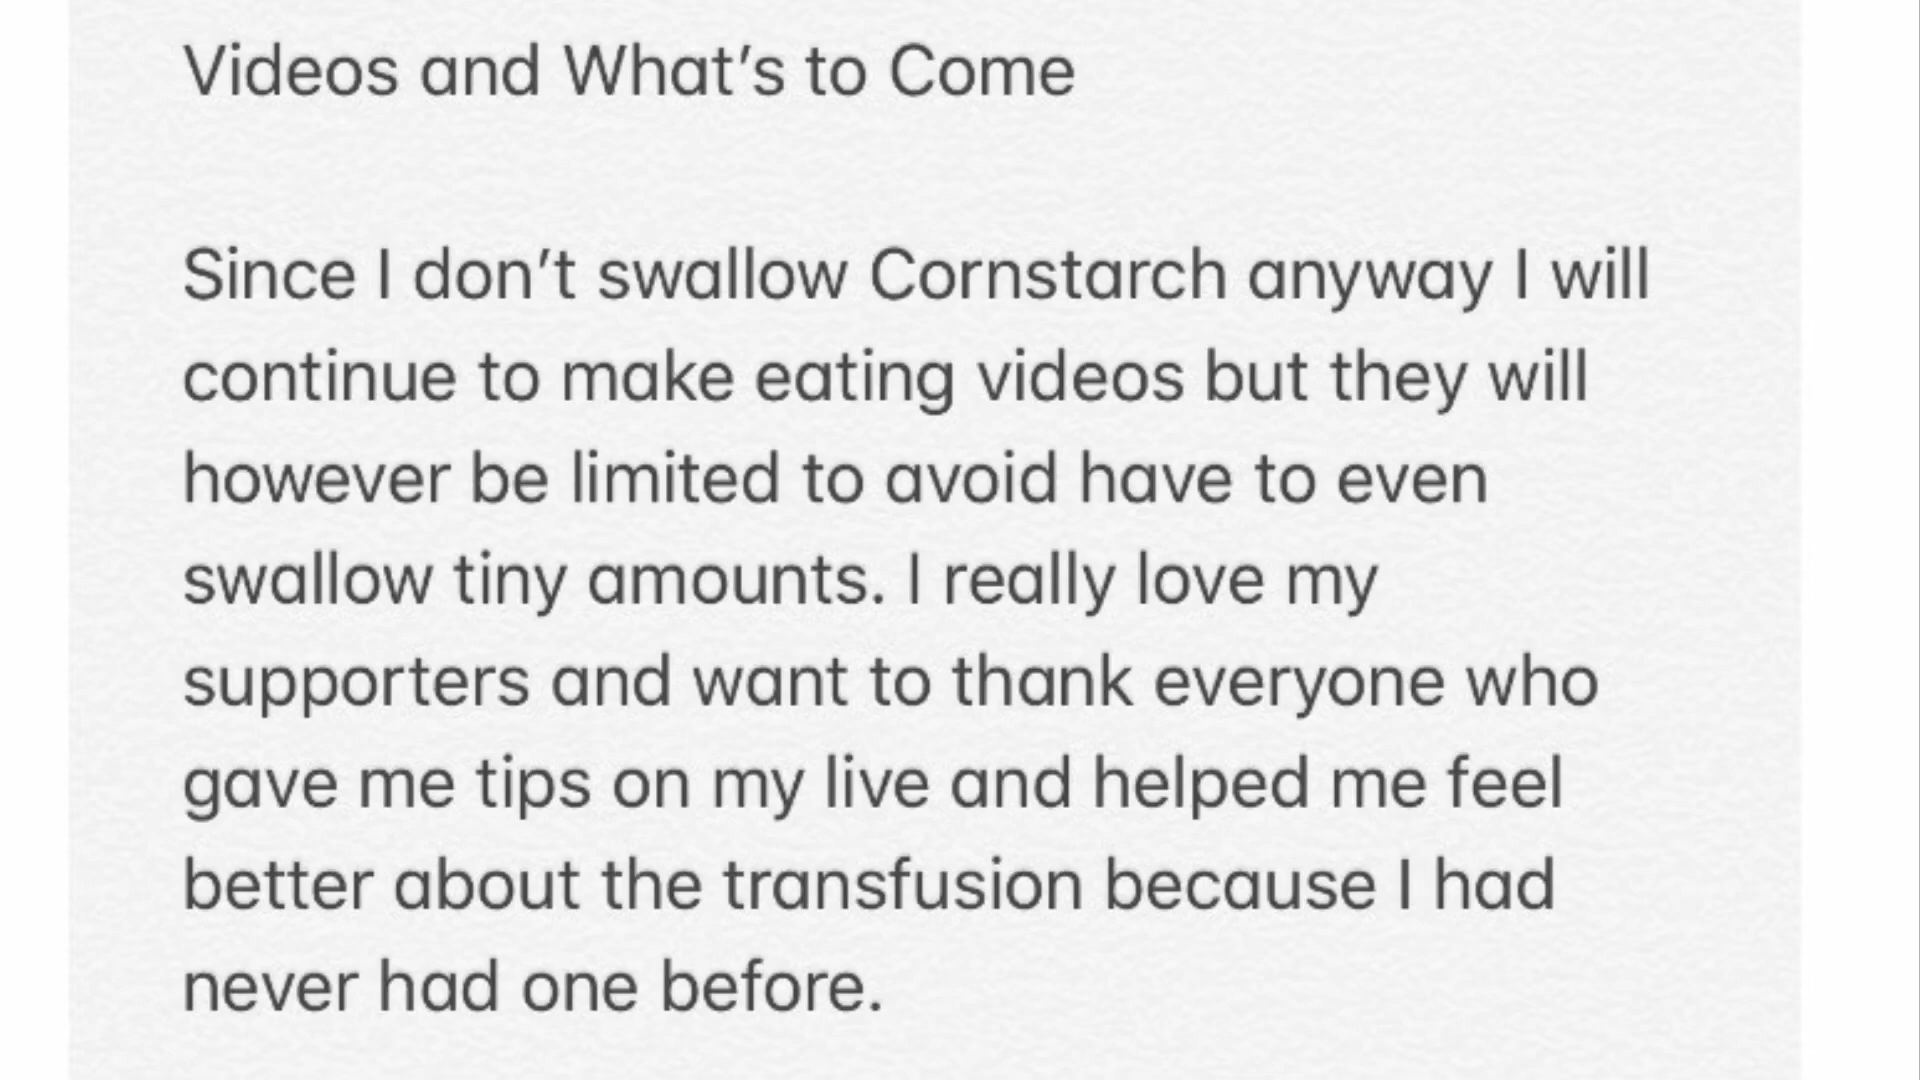 Videos and What’s to Come
Since I don’t swallow Cornstarch anyway I will
continue to make eating videos but they will
however be limited to avoid have to even
swallow tiny amounts. I really love my
supporters and want to thank everyone who
gave me tips on my live and helped me feel
better about the transfusion because I had
never had one before.